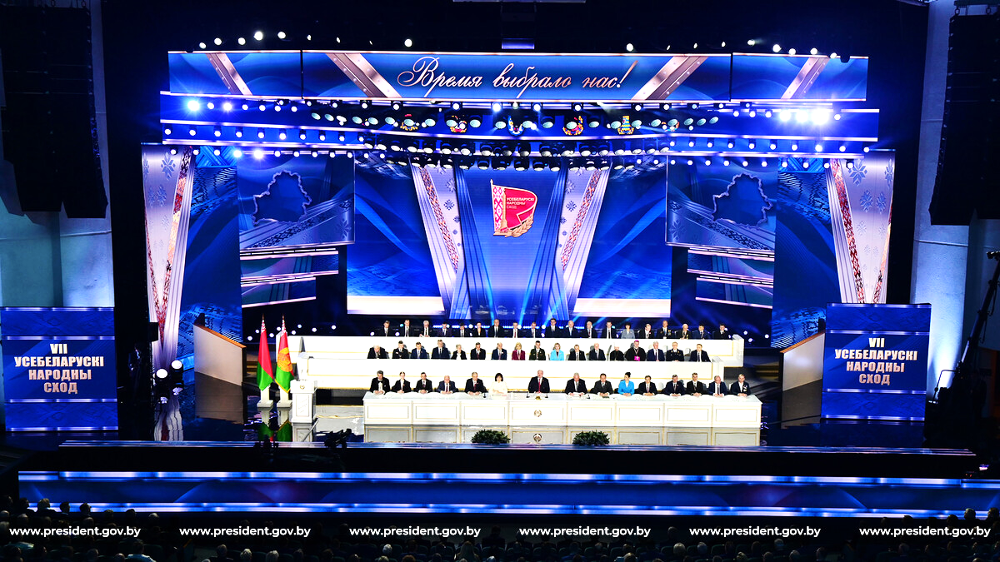 Время выбрало нас!
УСЕБЕЛАРУСКІ
НАРОДНЫ
СХОД
VII
УСЕБЕЛАРУСКІ
НАРОДНЫ
СХОД
VII
УСЕБЕЛАРУСКІ
НАРОДНЫ
СХОД
www.president.gov.by www.president.gov.by www.president.gov.by www.president.gov.by www.president.gov.by www.president.gov.by